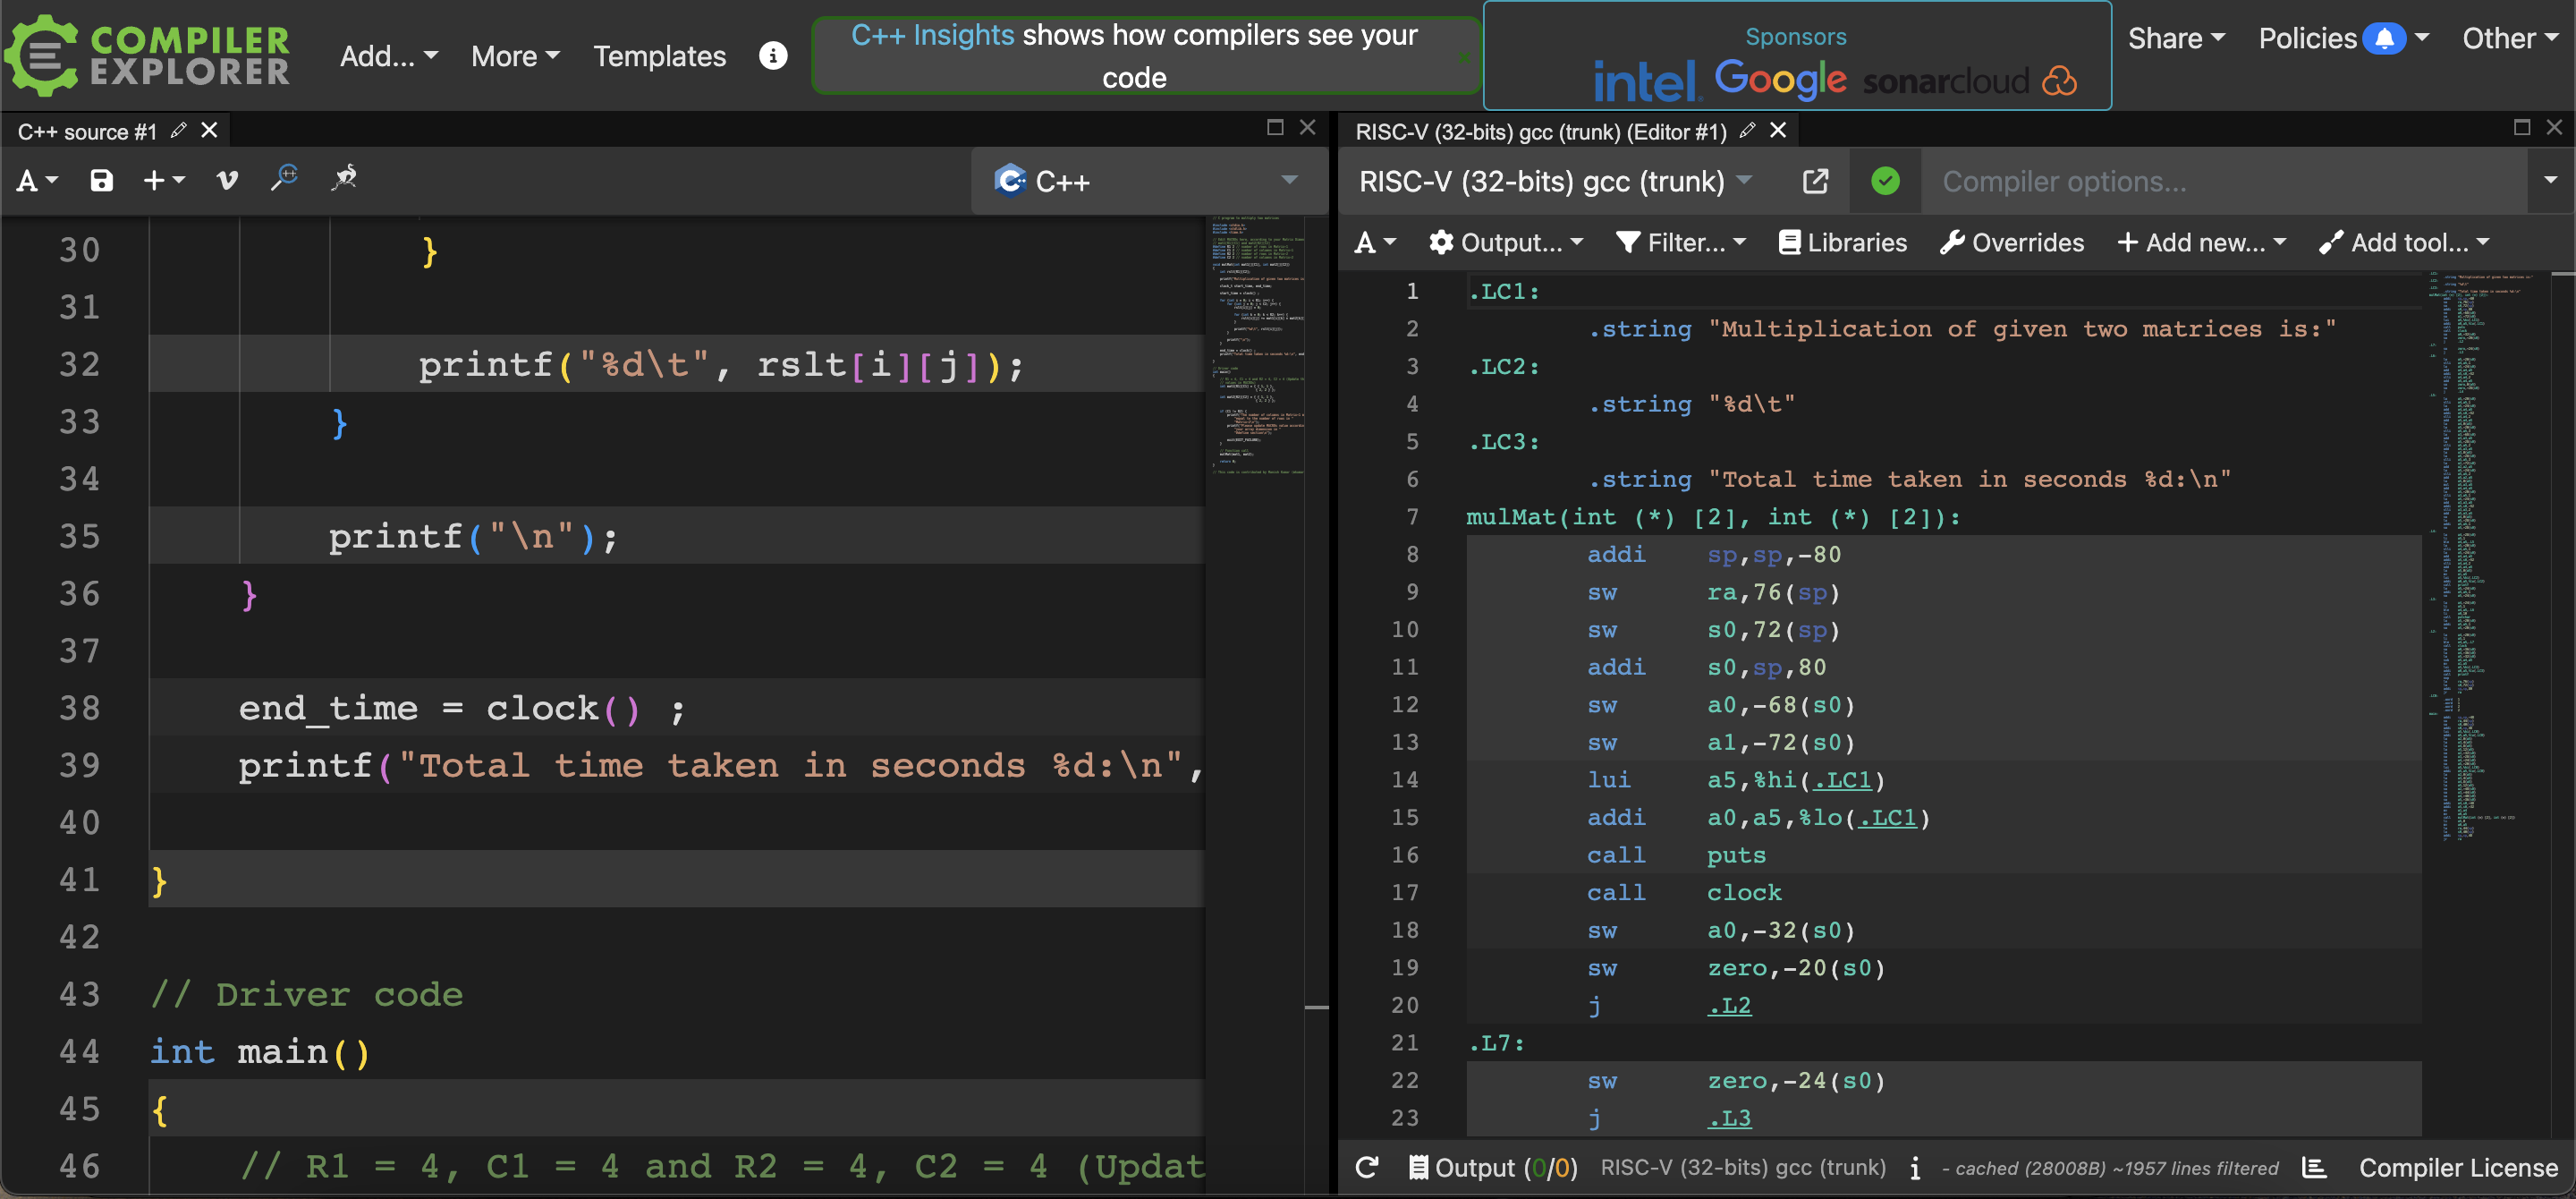 COMPILER
EXPLORER
Add...
More
Templates
C++ Insights shows how compilers see your
code
Sponsors
intel. Google sonarcloud
Share
Policies
Other
C++ source #1
C++
30 }
31
32 printf("%d\t", rslt[i][j]);
33 }
34
35 printf("\n");
36 }
37
38 end_time = clock() ;
39 printf("Total time taken in seconds %d:\n",
40
41 }
42
43 // Driver code
44 int main()
45 {
46 // R1 = 4, C1 = 4 and R2 = 4, C2 = 4 (Updat
RISC-V (32-bits) gcc (trunk) (Editor #1)
RISC-V (32-bits) gcc (trunk)
Compiler options...
A
Output...
Filter...
Libraries
Overrides
+ Add new...
Add tool...
1 .LC1:
2 .string "Multiplication of given two matrices is:"
3 .LC2:
4 .string "%d\t"
5 .LC3:
6 .string "Total time taken in seconds %d:\n"
7 mulMat(int (*) [2], int (*) [2]):
8 addi sp,sp,-80
9 sw ra,76(sp)
10 sw s0,72(sp)
11 addi s0,sp,80
12 sw a0,-68(s0)
13 sw a1,-72(s0)
14 lui a5,%hi(.LC1)
15 addi a0,a5,%lo(.LC1)
16 call puts
17 call clock
18 sw a0,-32(s0)
19 sw zero,-20(s0)
20 j .L2
21 .L7:
22 sw zero,-24(s0)
23 j .L3
Output (0/0) RISC-V (32-bits) gcc (trunk) i - cached (28008B) ~1957 lines filtered Compiler License